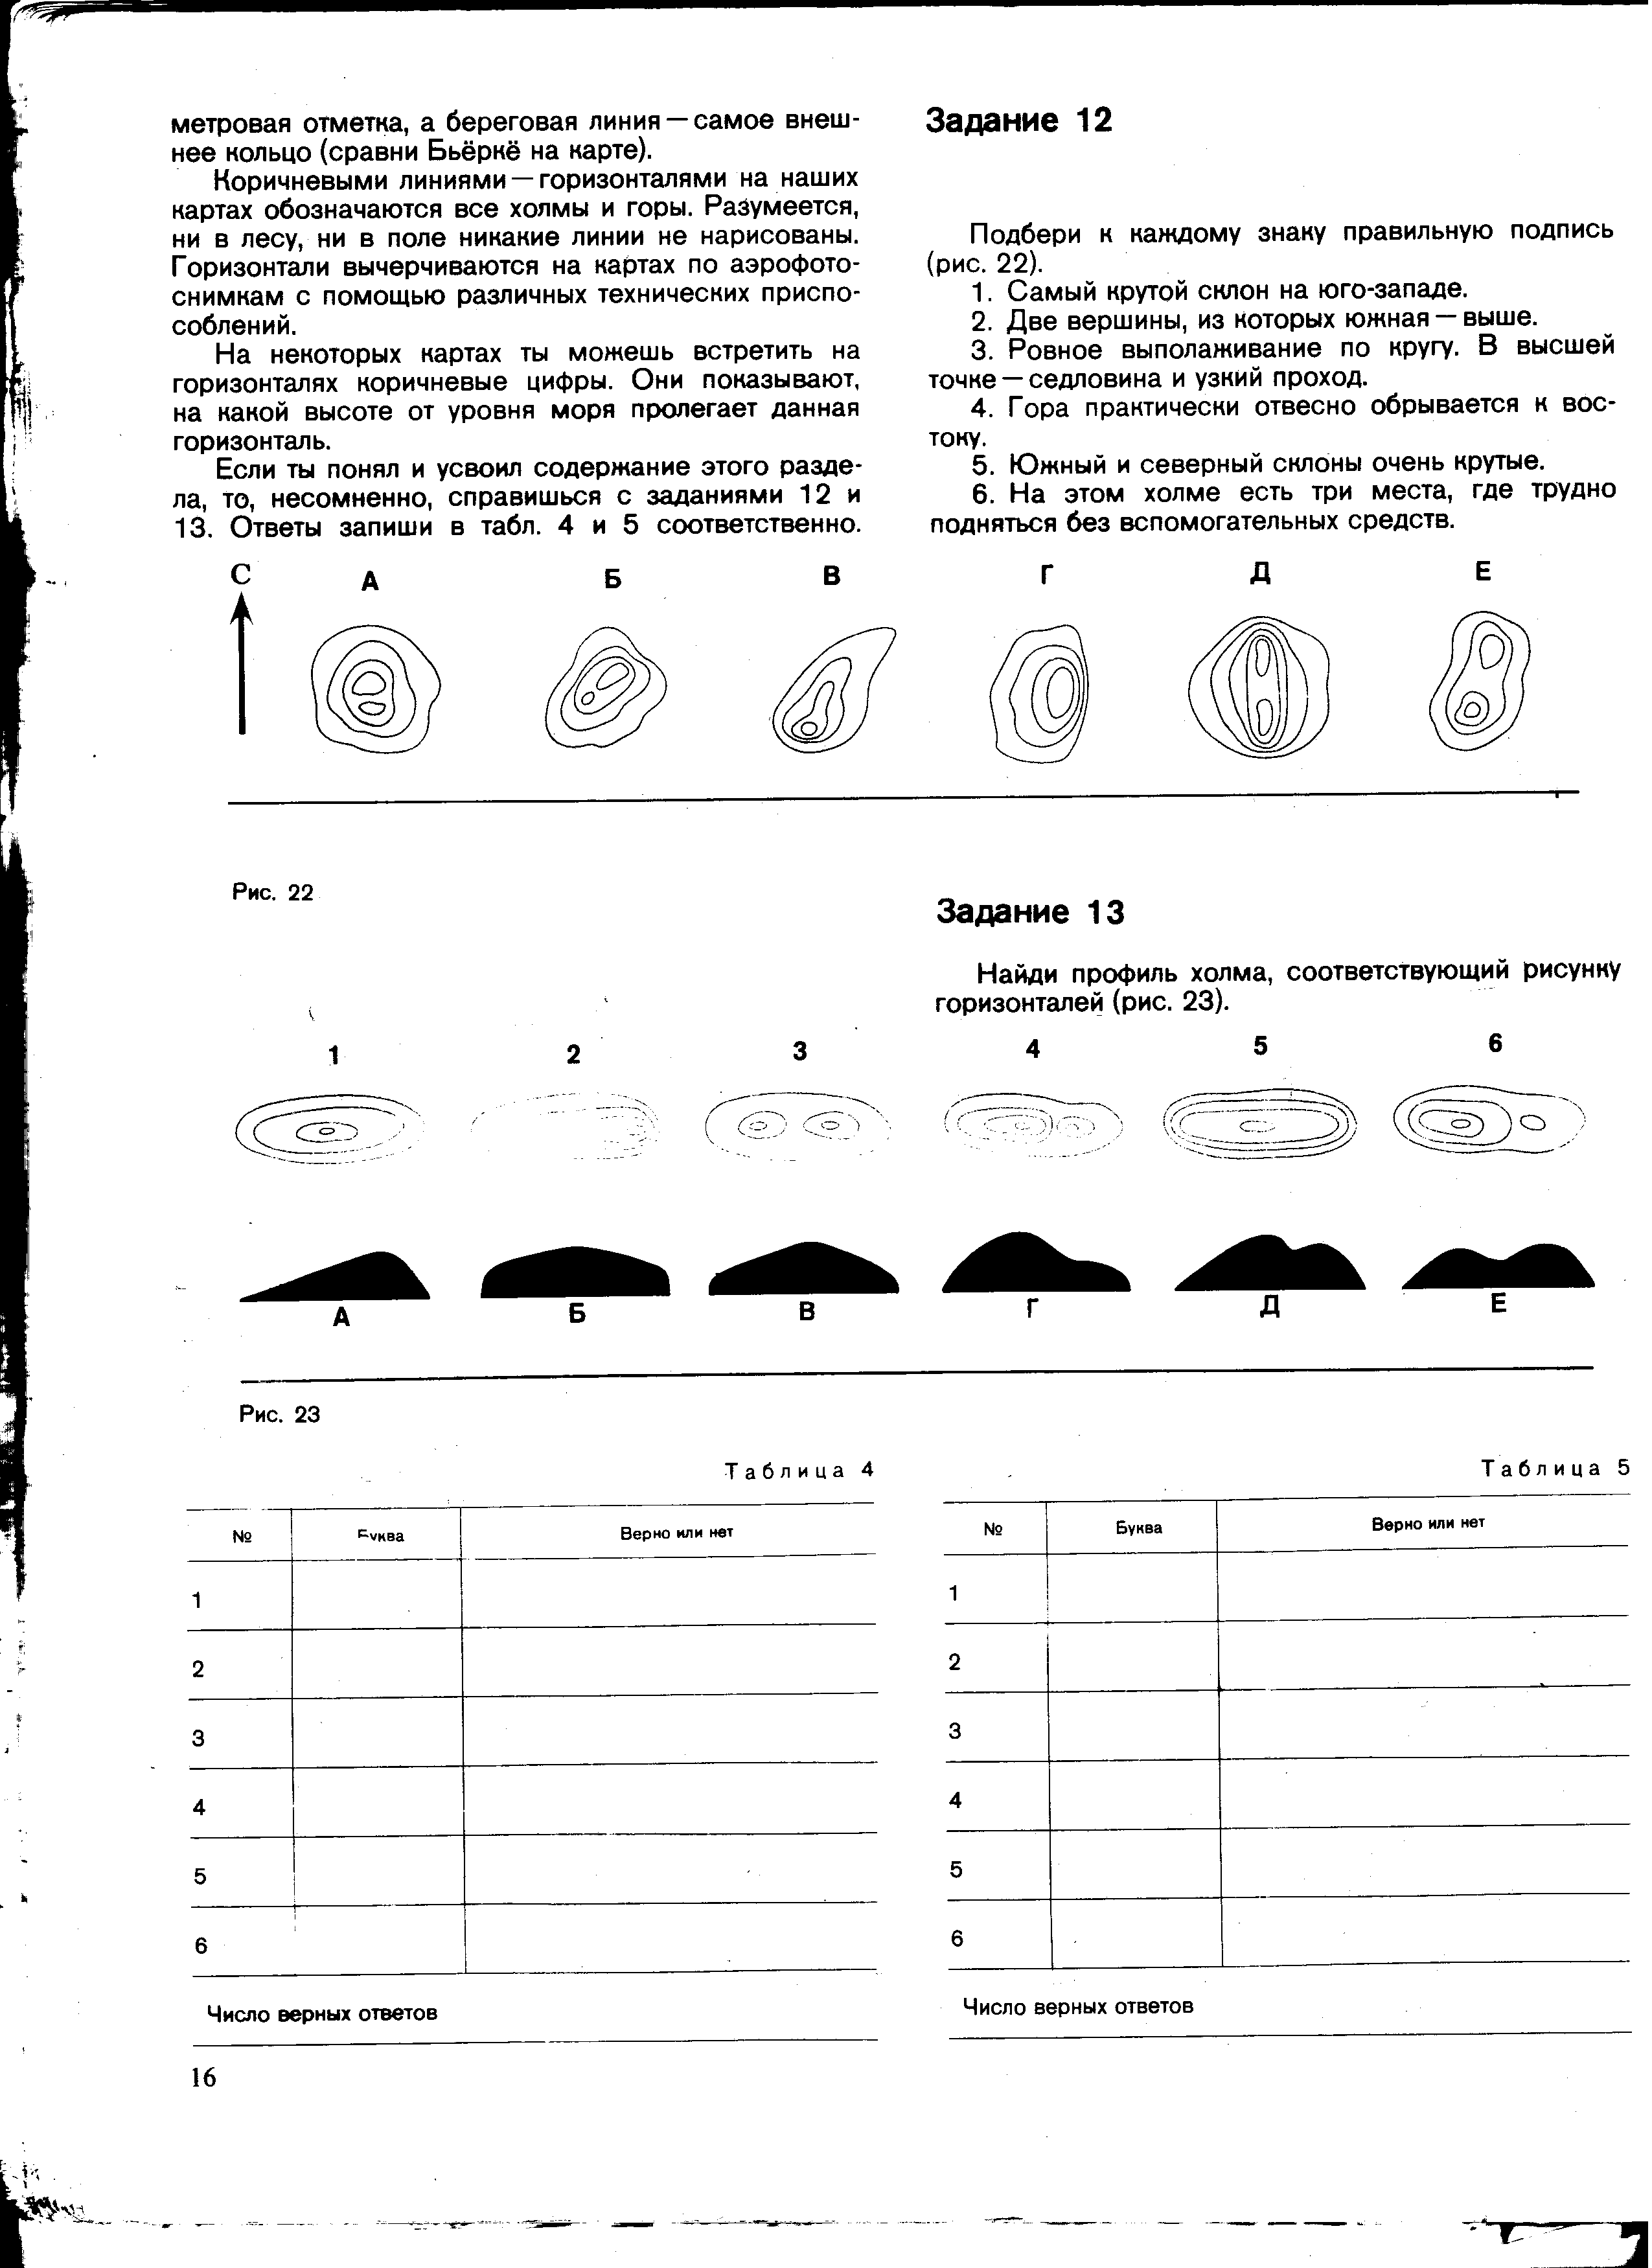 метровая отметка, а береговая линия — самое внеш-
нее кольцо (сравни Бьёркё на карте).
Коричневыми линиями — горизонталями на наших
картах обозначаются все холмы и горы. Разумеется,
ни в лесу, ни в поле никакие линии не нарисованы.
Горизонтали вычерчиваются на картах по аэрофото-
снимкам с помощью различных технических приспо-
соблений.
На некоторых картах ты можешь встретить на
горизонталях коричневые цифры. Они показывают,
на какой высоте от уровня моря пролегает данная
горизонталь.
Если ты понял и усвоил содержание этого разде-
ла, то, несомненно, справишься с заданиями 12 и
13. Ответы запиши в табл. 4 и 5 соответственно.
Задание 12
Подбери к каждому знаку правильную подпись
(рис. 22).
1. Самый крутой склон на юго-западе.
2. Две вершины, из которых южная — выше.
3. Ровное выполаживание по кругу. В высшей
точке — седловина и узкий проход.
4. Гора практически отвесно обрывается к вос-
току.
5. Южный и северный склоны очень крутые.
6. На этом холме есть три места, где трудно
подняться без вспомогательных средств.
С А Б В Г Д Е
Рис. 22
Задание 13
Найди профиль холма, соответствующий рисунку
горизонталей (рис. 23).
1 2 3 4 5 6
А Б В Г Д Е
Рис. 23
Таблица 4
№ Буква Верно или нет
1
2
3
4
5
6
Число верных ответов
Таблица 5
№ Буква Верно или нет
1
2
3
4
5
6
Число верных ответов
16